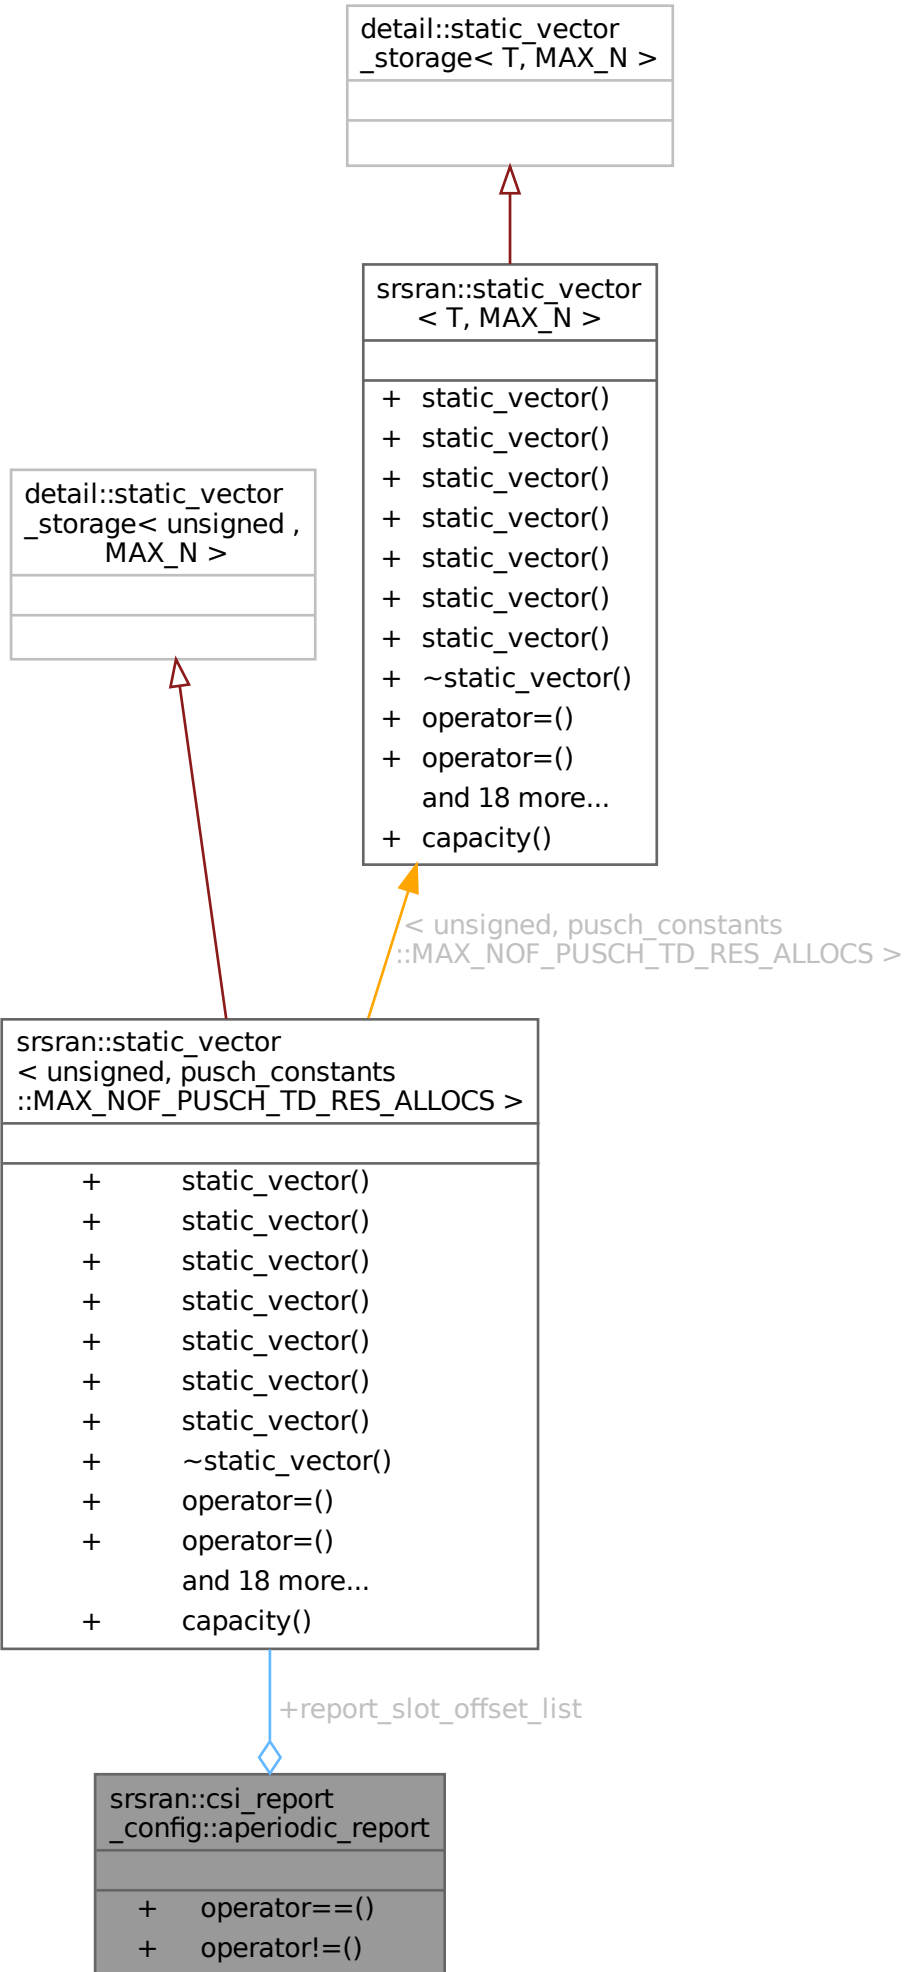 detail::static_vector
_storage< T, MAX_N >
srsran::static_vector
< T, MAX_N >
+ static_vector()
+ static_vector()
+ static_vector()
+ static_vector()
+ static_vector()
+ static_vector()
+ static_vector()
+ ~static_vector()
+ operator=()
+ operator=()
and 18 more...
+ capacity()
detail::static_vector
_storage< unsigned ,
MAX_N >
< unsigned, pusch_constants
::MAX_NOF_PUSCH_TD_RES_ALLOCS >
srsran::static_vector
< unsigned, pusch_constants
::MAX_NOF_PUSCH_TD_RES_ALLOCS >
+ static_vector()
+ static_vector()
+ static_vector()
+ static_vector()
+ static_vector()
+ static_vector()
+ static_vector()
+ ~static_vector()
+ operator=()
+ operator=()
and 18 more...
+ capacity()
+report_slot_offset_list
srsran::csi_report
_config::aperiodic_report
+ operator==()
+ operator!=()